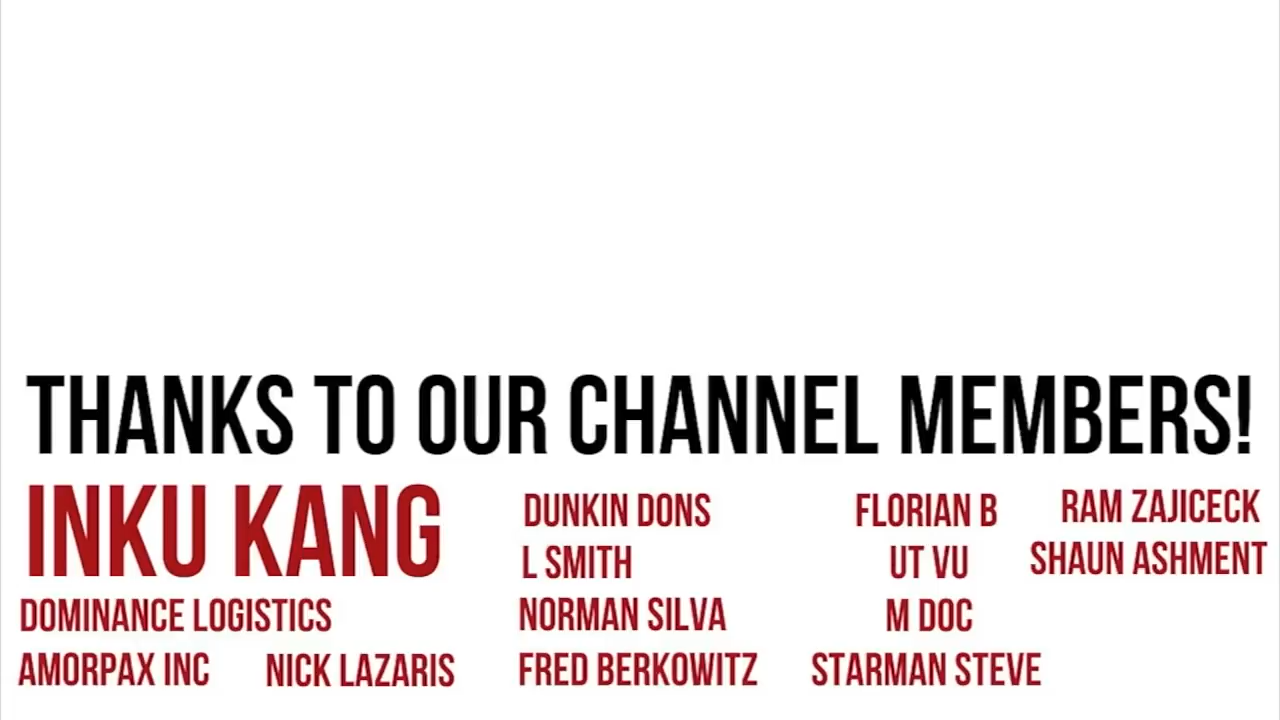 THANKS TO OUR CHANNEL MEMBERS!
INKU KANG
DOMINANCE LOGISTICS
AMORPAX INC
NICK LAZARIS
DUNKIN DONS
L SMITH
NORMAN SILVA
FRED BERKOWITZ
FLORIAN B
UT VU
M DOC
STARMAN STEVE
RAM ZAJICECK
SHAUN ASHMENT